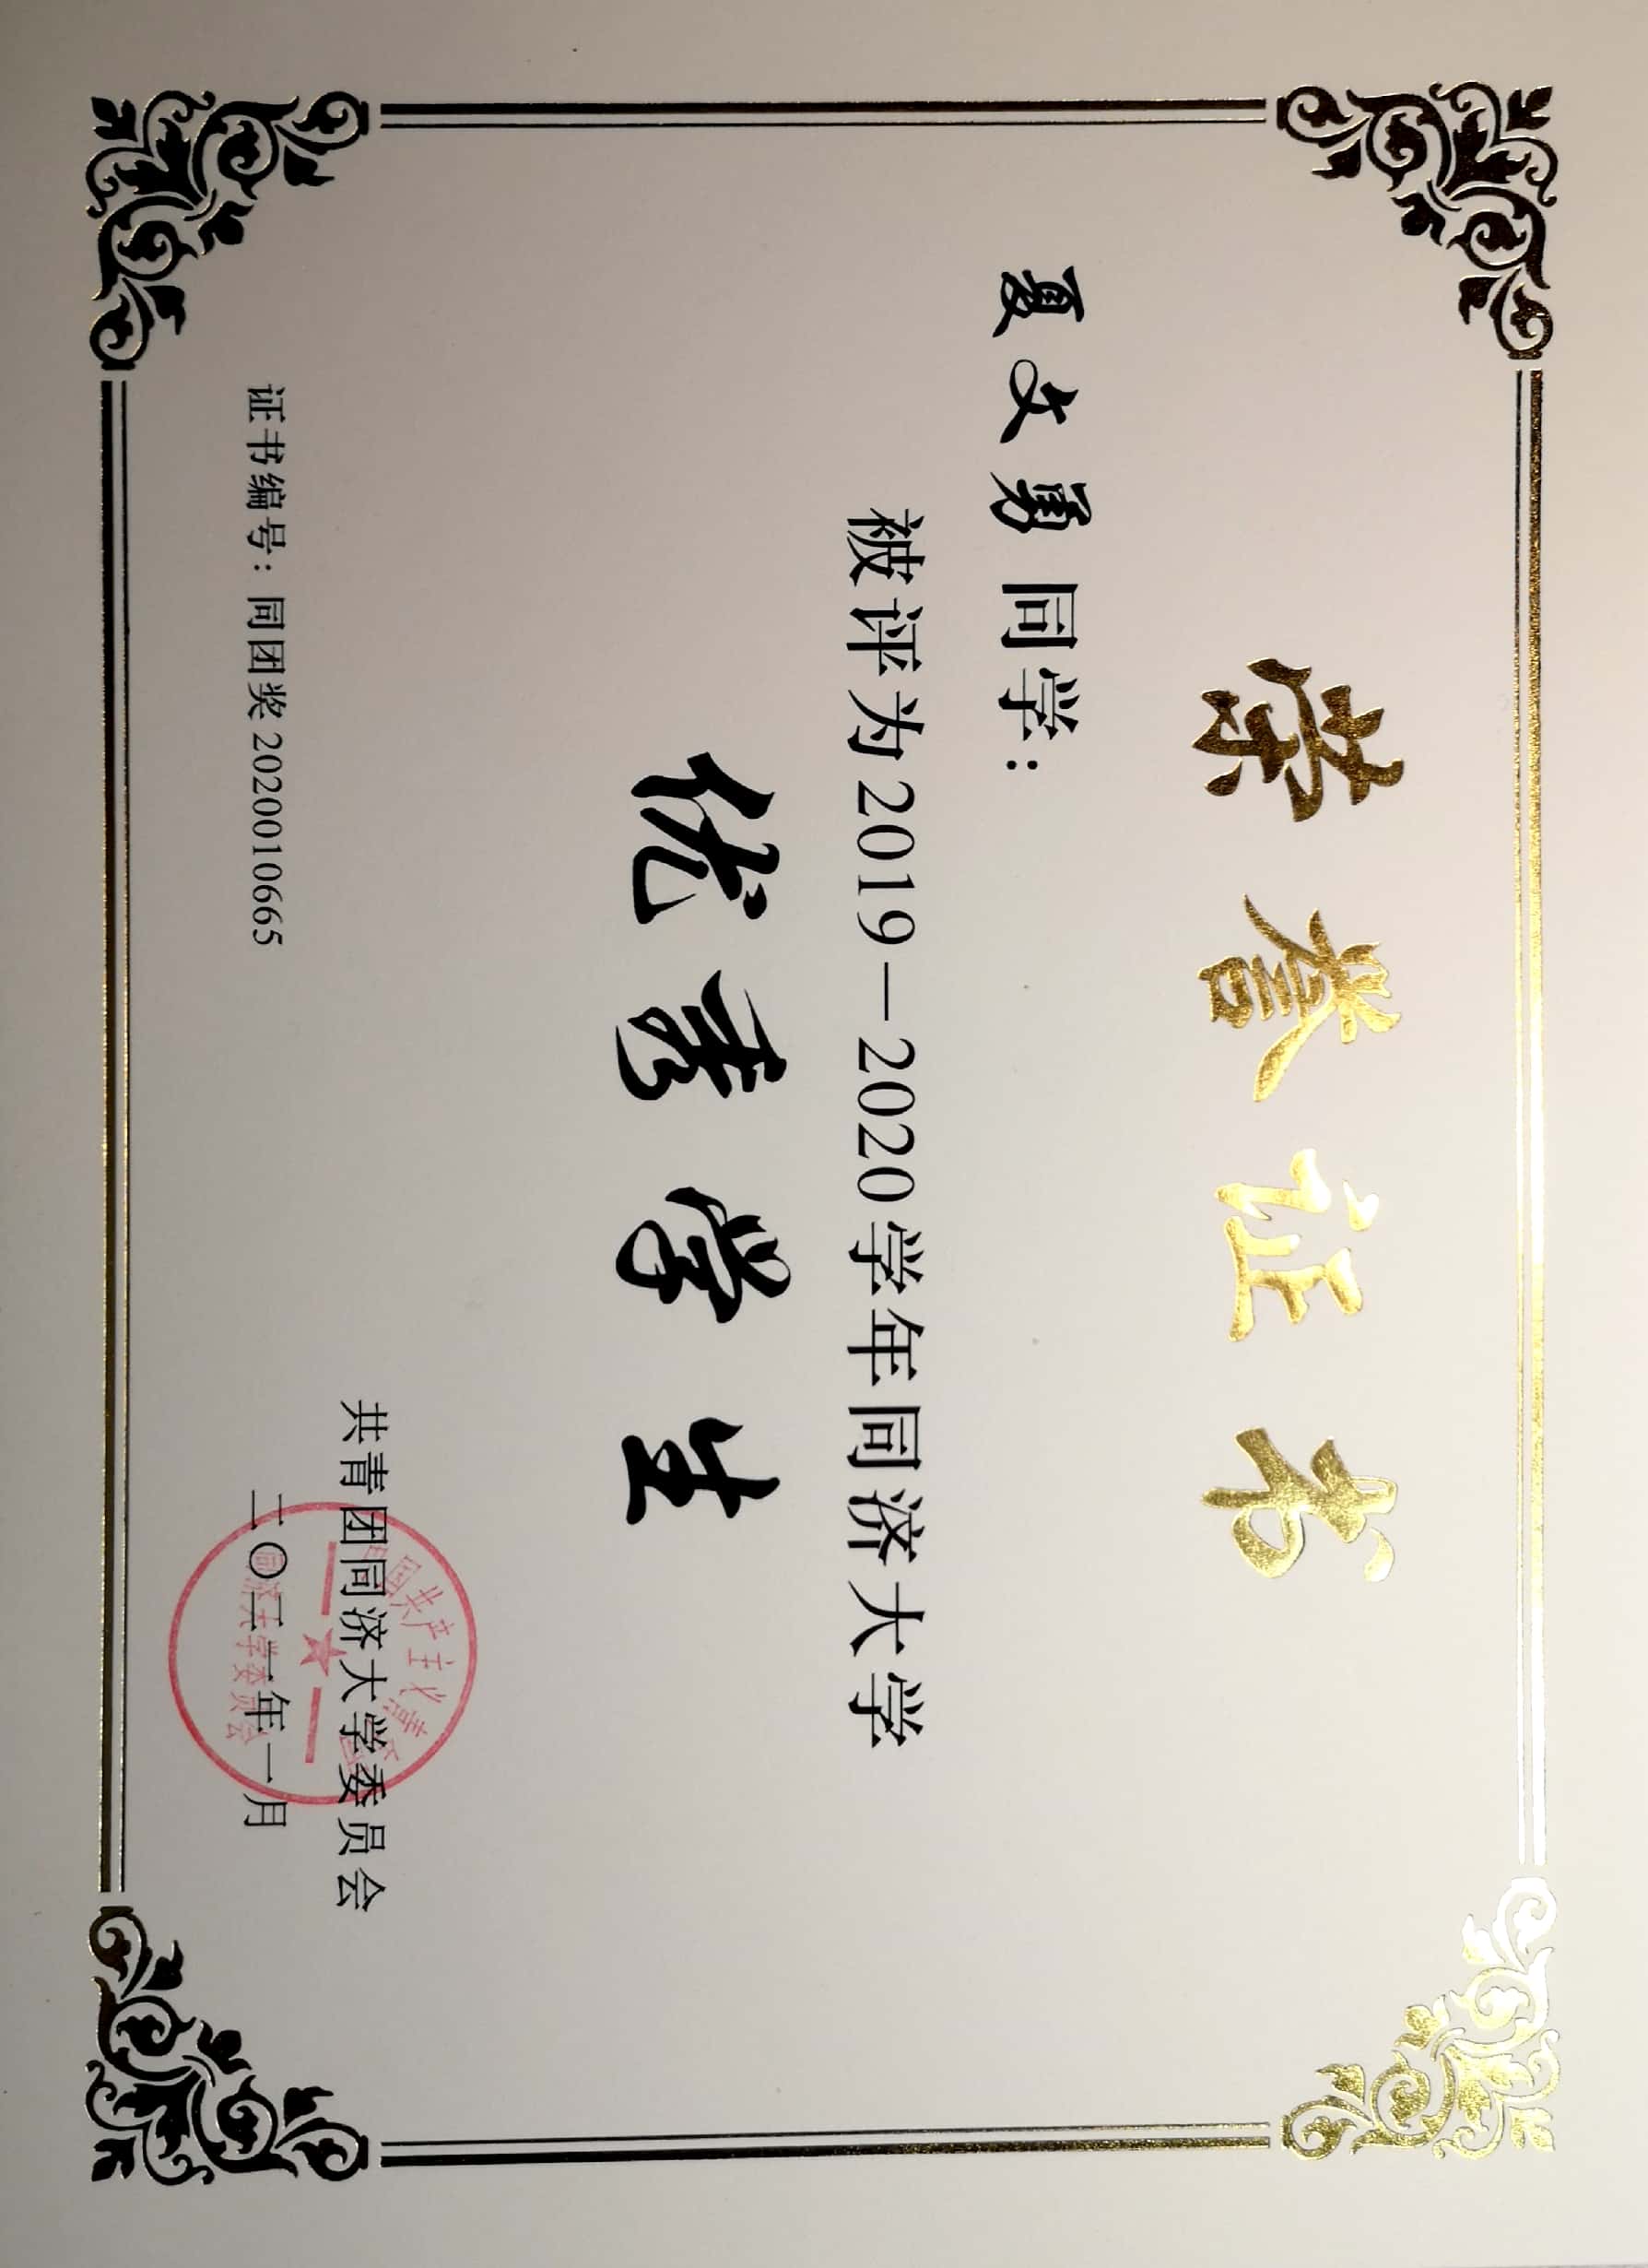 荣誉证书
夏文勇同学：
被评为2019－2020学年同济大学
优秀学生
共青团同济大学委员会
证书编号：同团奖2020010665
二〇二一年一月
中国共产主义青年团
同济大学委员会